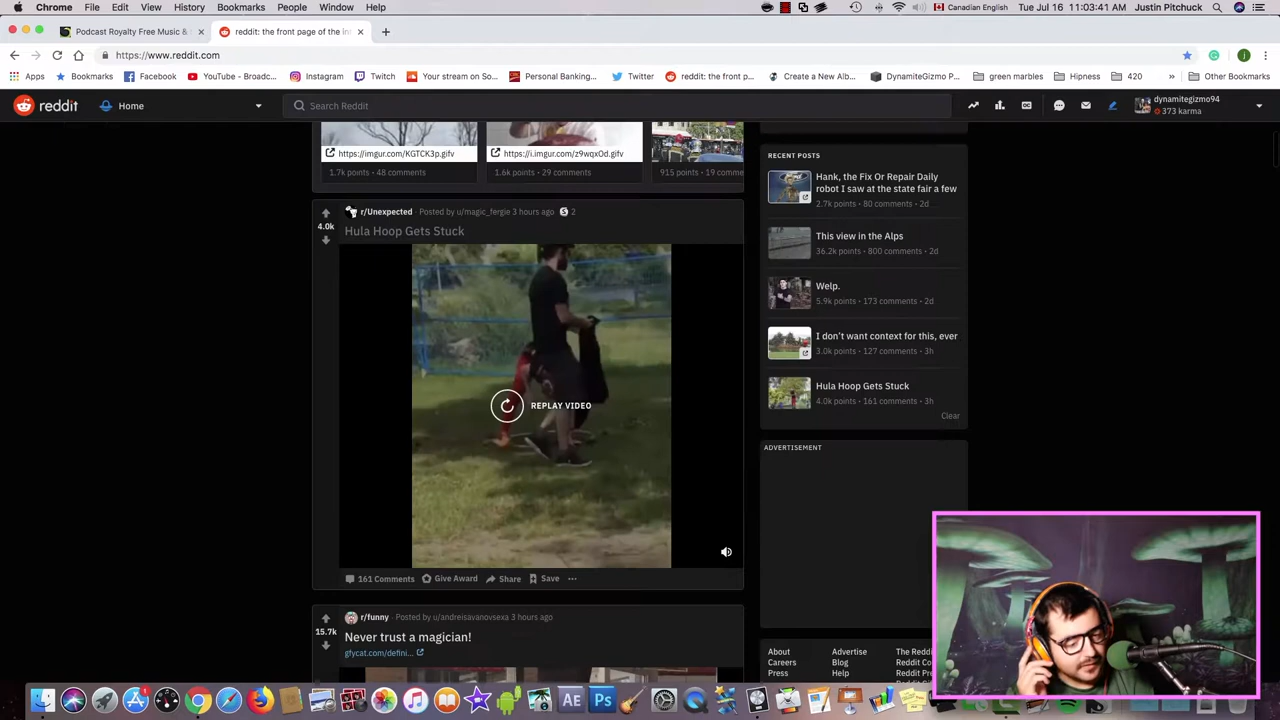 Chrome File Edit View History Bookmarks People Window Help
Canadian English Tue Jul 16 11:03:41 AM Justin Pitchuck
Podcast Royalty Free Music &
reddit: the front page of the in
https://www.reddit.com
Apps Bookmarks Facebook YouTube - Broadc... Instagram Twitch Your stream on So... Personal Banking... Twitter reddit: the front p... Create a New Alb... DynamiteGizmo P... green marbles Hipness 420 » Other Bookmarks
reddit Home Search Reddit dynamitegizmo94
373 karma
https://imgur.com/KGTCK3p.gifv
https://i.imgur.com/z9wqxOd.gifv
1.7k points • 48 comments
1.6k points • 29 comments
915 points • 19 comme
r/Unexpected • Posted by u/magic_fergie 3 hours ago S 2
4.0k
Hula Hoop Gets Stuck
REPLAY VIDEO
161 Comments Give Award Share Save ...
r/funny • Posted by u/andreisavanovsexa 3 hours ago
15.7k
Never trust a magician!
gfycat.com/defini...
RECENT POSTS
Hank, the Fix Or Repair Daily
robot I saw at the state fair a few
2.7k points • 80 comments • 2d
This view in the Alps
36.2k points • 800 comments • 2d
Welp.
5.9k points • 173 comments • 2d
I don't want context for this, ever
3.0k points • 127 comments • 3h
Hula Hoop Gets Stuck
4.0k points • 161 comments • 3h
Clear
ADVERTISEMENT
About Advertise The Reddit
Careers Blog Reddit Co
Press Help Reddit Pr
Ae Ps